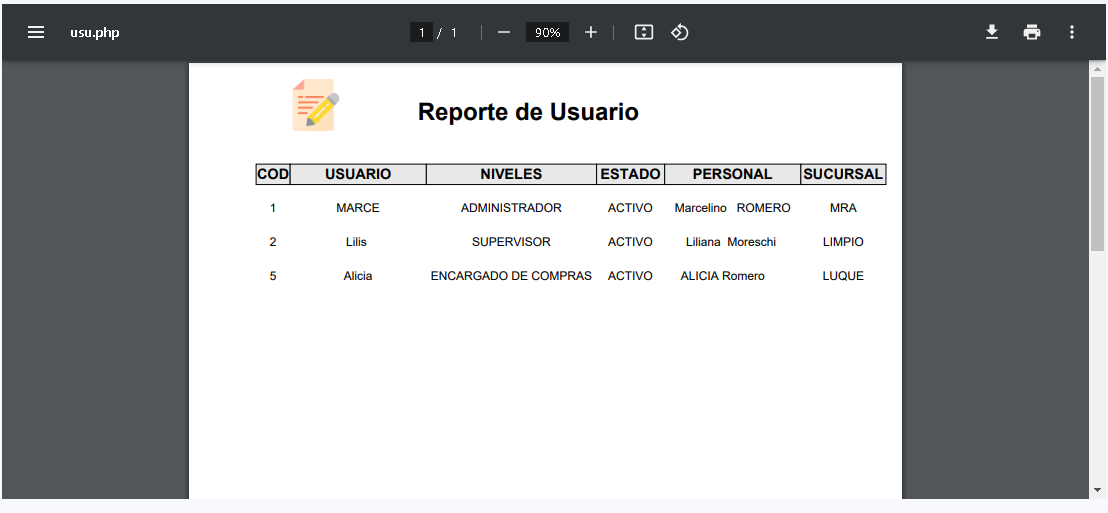 usu.php 1 / 1 90%
Reporte de Usuario
COD USUARIO NIVELES ESTADO PERSONAL SUCURSAL
1 MARCE ADMINISTRADOR ACTIVO Marcelino ROMERO MRA
2 Lilis SUPERVISOR ACTIVO Liliana Moreschi LIMPIO
5 Alicia ENCARGADO DE COMPRAS ACTIVO ALICIA Romero LUQUE